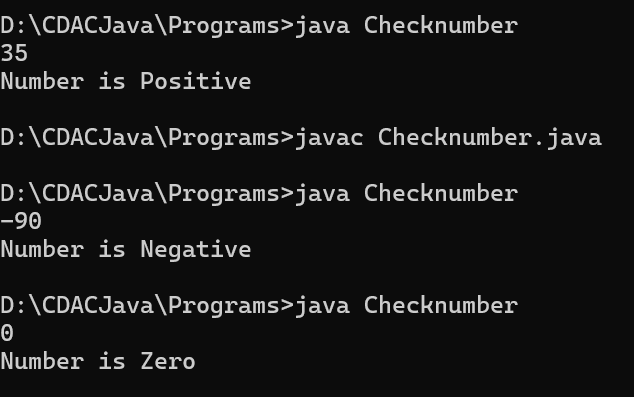 D:\CDACJava\Programs>java Checknumber
35
Number is Positive
D:\CDACJava\Programs>javac Checknumber.java
D:\CDACJava\Programs>java Checknumber
-90
Number is Negative
D:\CDACJava\Programs>java Checknumber
0
Number is Zero